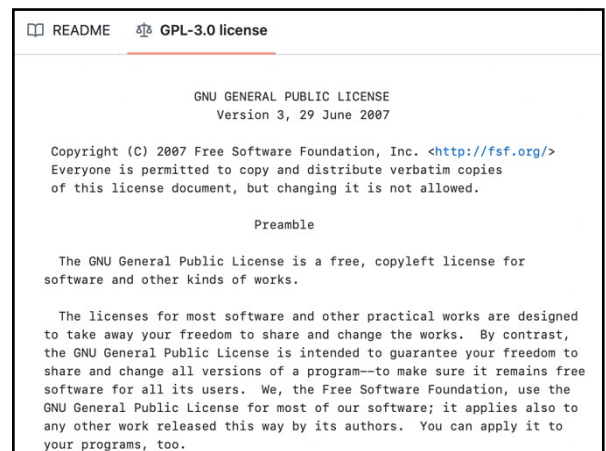 README GPL-3.0 license
GNU GENERAL PUBLIC LICENSE
Version 3, 29 June 2007
Copyright (C) 2007 Free Software Foundation, Inc. <http://fsf.org/>
Everyone is permitted to copy and distribute verbatim copies
of this license document, but changing it is not allowed.
Preamble
The GNU General Public License is a free, copyleft license for
software and other kinds of works.
The licenses for most software and other practical works are designed
to take away your freedom to share and change the works.  By contrast,
the GNU General Public License is intended to guarantee your freedom to
share and change all versions of a program--to make sure it remains free
software for all its users.  We, the Free Software Foundation, use the
GNU General Public License for most of our software; it applies also to
any other work released this way by its authors.  You can apply it to
your programs, too.